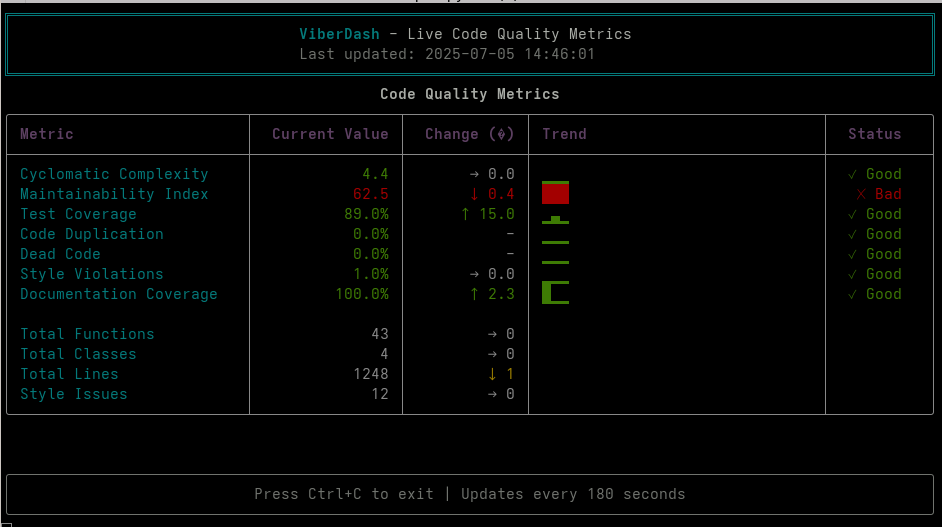 ViberDash - Live Code Quality Metrics
Last updated: 2025-07-05 14:46:01
Code Quality Metrics
Metric Current Value Change (�) Trend Status
Cyclomatic Complexity 4.4 → 0.0 ✓ Good
Maintainability Index 62.5 ↓ 0.4 ✗ Bad
Test Coverage 89.0% ↑ 15.0 ✓ Good
Code Duplication 0.0% – ✓ Good
Dead Code 0.0% – ✓ Good
Style Violations 1.0% → 0.0 ✓ Good
Documentation Coverage 100.0% ↑ 2.3 ✓ Good
Total Functions 43 → 0
Total Classes 4 → 0
Total Lines 1248 ↓ 1
Style Issues 12 → 0
Press Ctrl+C to exit | Updates every 180 seconds